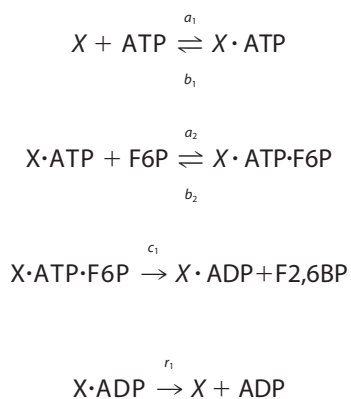 a₁
X + ATP ⇌ X · ATP
b₁
a₂
X·ATP + F6P ⇌ X · ATP·F6P
b₂
c₁
X·ATP·F6P → X · ADP+F2,6BP
r₁
X·ADP → X + ADP